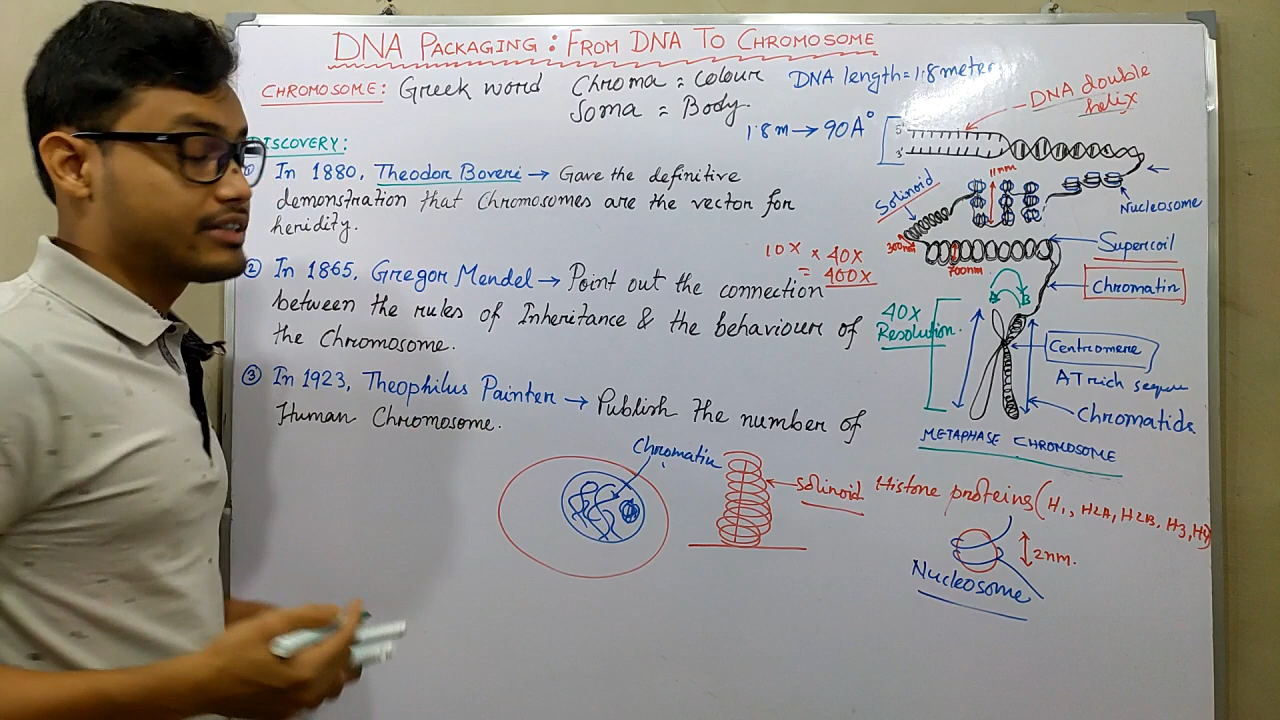 DNA PACKAGING: FROM DNA TO CHROMOSOME
CHROMOSOME: Greek word Chroma = Colour
Soma = Body.
DNA length = 1.8 meter
1.8m → 90A°
DISCOVERY:
① In 1880, Theodor Boveri → Gave the definitive
demonstration that Chromosomes are the vector for
heridity.
② In 1865, Gregor Mendel → Point out the connection
between the rules of Inheritance & the behaviour of
the Chromosome.
③ In 1923, Theophilus Painter → Publish the number of
Human Chromosome.
10x × 40x
= 400x
DNA double
helix
5'
3'
11nm
Nucleosome
Solinoid
300nm
700nm
Supercoil
Chromatin
40X
Resolution.
A
B
Centromere
AT rich seque
Chromatids
METAPHASE CHROMOSOME
Chromatin
Solinoid
Histone proteins (H1, H2A, H2B, H3, H4)
2nm.
Nucleosome